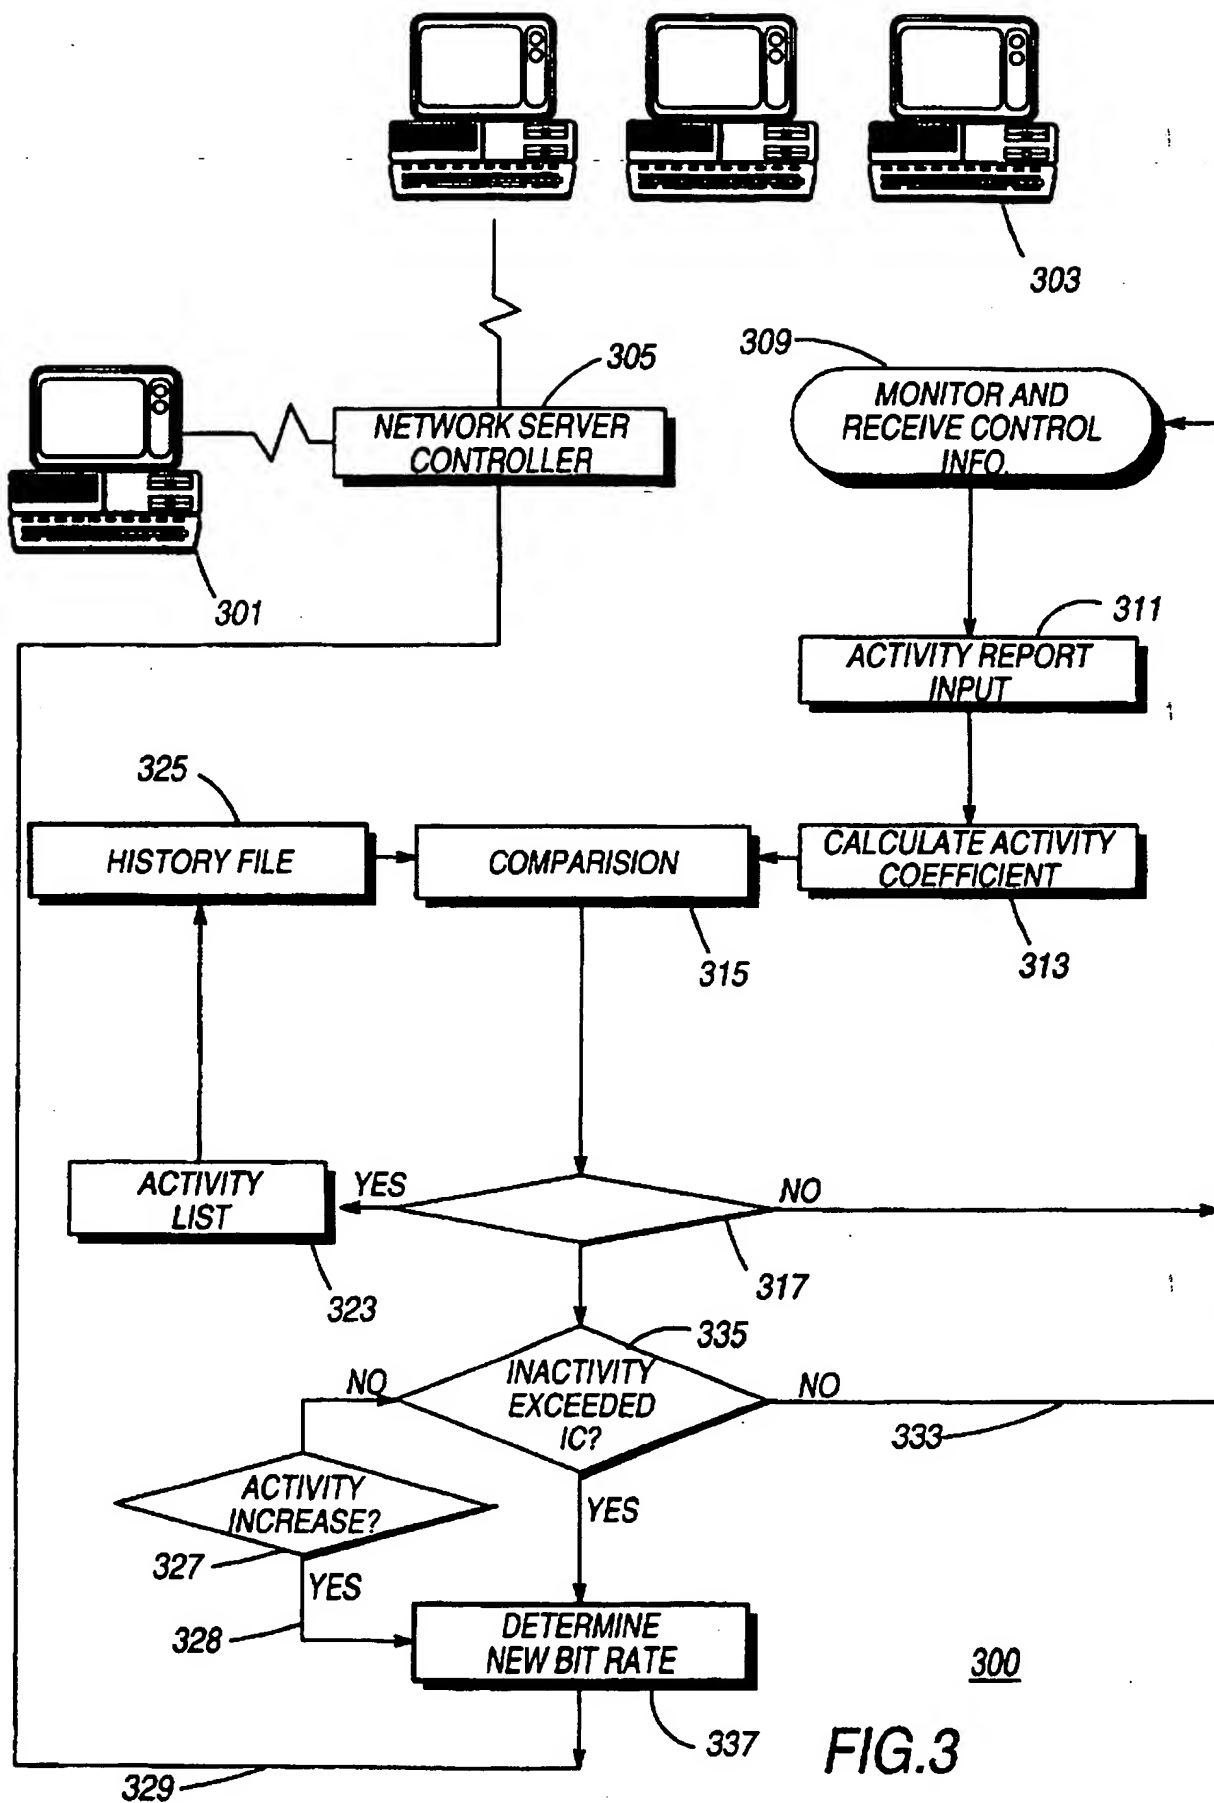 303
309
305
MONITOR AND
RECEIVE CONTROL
INFO.
NETWORK SERVER
CONTROLLER
301
311
ACTIVITY REPORT
INPUT
325
HISTORY FILE
COMPARISION
CALCULATE ACTIVITY
COEFFICIENT
315
313
ACTIVITY
LIST
YES
NO
317
323
335
INACTIVITY
EXCEEDED
IC?
NO
NO
333
ACTIVITY
INCREASE?
YES
327
YES
328
DETERMINE
NEW BIT RATE
300
337
FIG.3
329